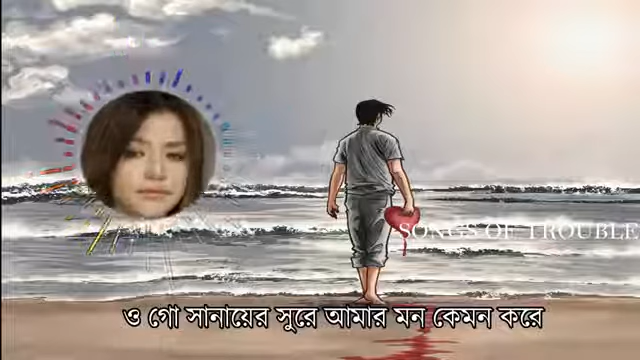 SONGS OF TROUBLE
ও গো সানায়ের সুরে আমার মন কেমন করে